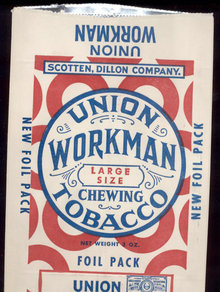 UNION
WORKMAN
SCOTTEN, DILLON COMPANY.
UNION
WORKMAN
LARGE
SIZE
CHEWING
TOBACCO
NEW FOIL PACK
NEW FOIL PACK
NET WEIGHT 1 OZ.
FOIL PACK
UNION